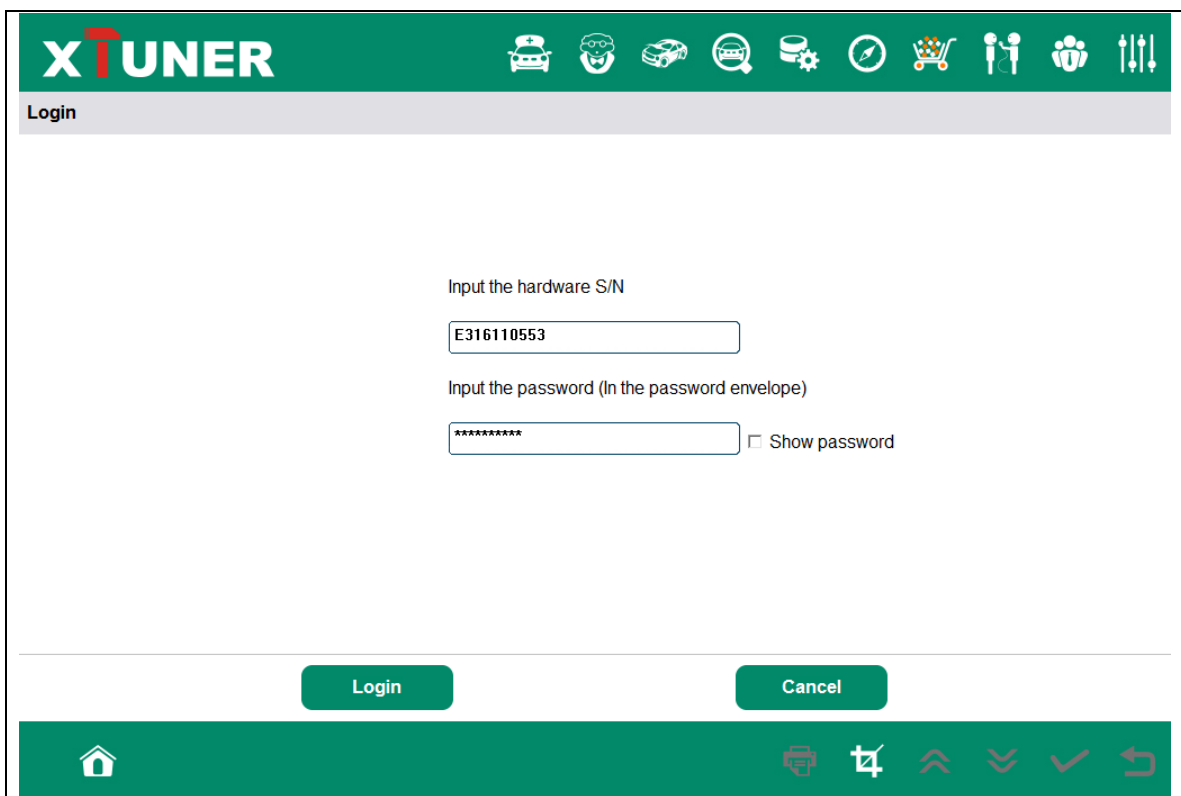 XTUNER
Login
Input the hardware S/N
E316110553
Input the password (In the password envelope)
**********
Show password
Login
Cancel